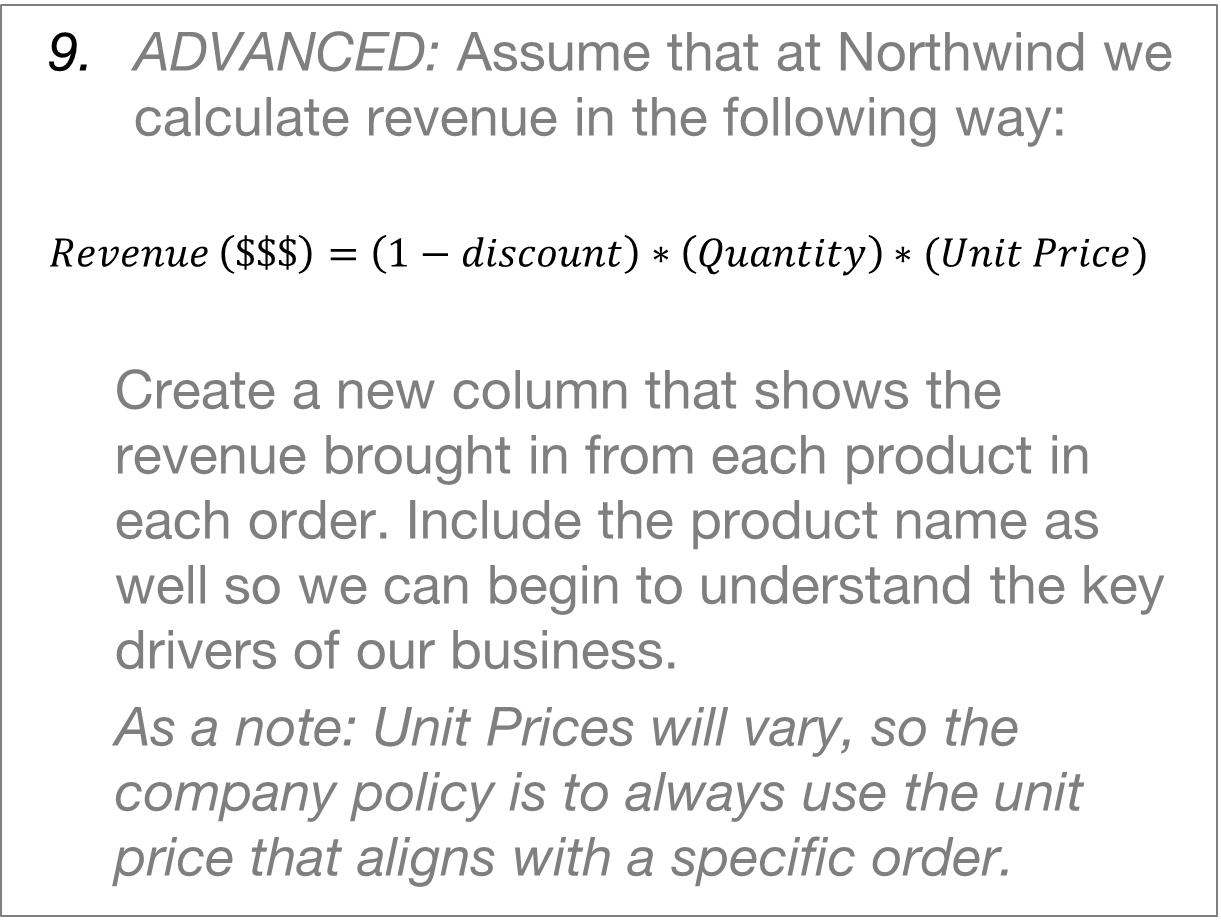 9. ADVANCED: Assume that at Northwind we
calculate revenue in the following way:
Revenue ($$$) = (1 − discount) ∗ (Quantity) ∗ (Unit Price)
Create a new column that shows the
revenue brought in from each product in
each order. Include the product name as
well so we can begin to understand the key
drivers of our business.
As a note: Unit Prices will vary, so the
company policy is to always use the unit
price that aligns with a specific order.